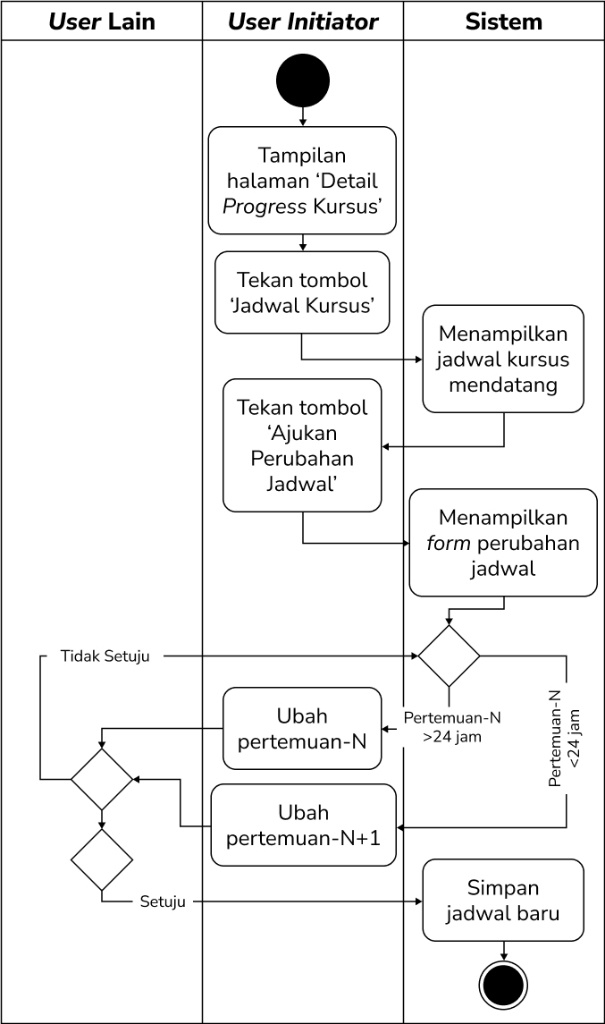 User Lain
User Initiator
Sistem
Tampilan
halaman ‘Detail
Progress Kursus’
Tekan tombol
‘Jadwal Kursus’
Menampilkan
jadwal kursus
mendatang
Tekan tombol
‘Ajukan
Perubahan
Jadwal’
Menampilkan
form perubahan
jadwal
Tidak Setuju
Ubah
pertemuan-N
Pertemuan-N
>24 jam
Pertemuan-N
<24 jam
Ubah
pertemuan-N+1
Setuju
Simpan
jadwal baru